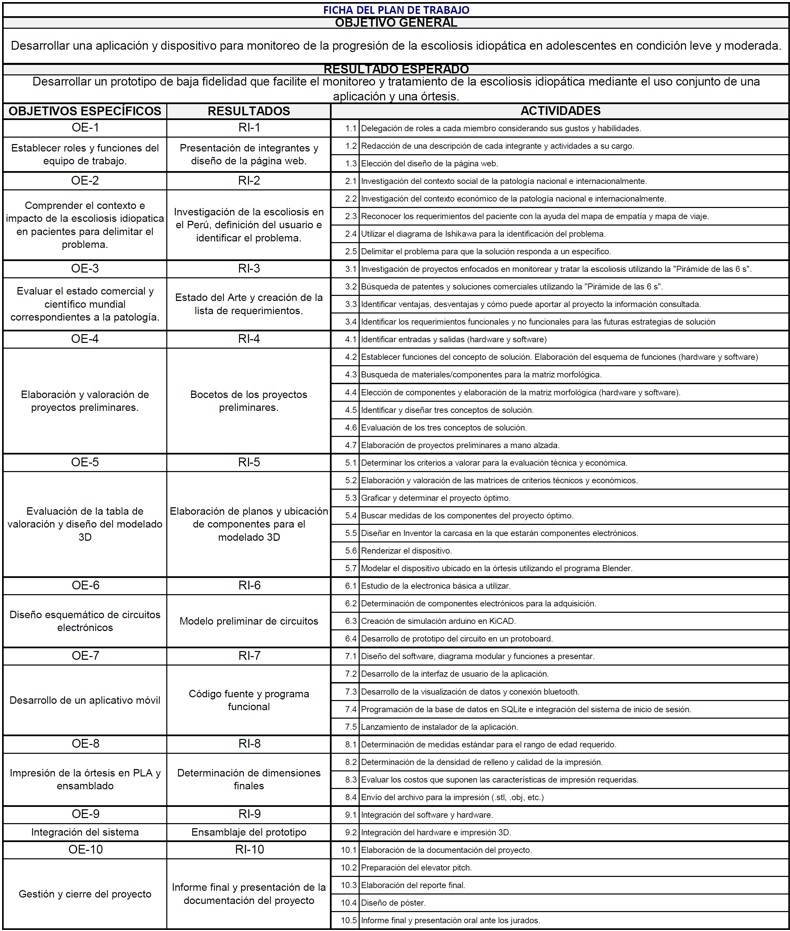 FICHA DEL PLAN DE TRABAJO
OBJETIVO GENERAL
Desarrollar una aplicación y dispositivo para monitoreo de la progresión de la escoliosis idiopática en adolescentes en condición leve y moderada.
RESULTADO ESPERADO
Desarrollar un prototipo de baja fidelidad que facilite el monitoreo y tratamiento de la escoliosis idiopática mediante el uso conjunto de una
aplicación y una órtesis.
OBJETIVOS ESPECÍFICOS
RESULTADOS
ACTIVIDADES
OE-1
RI-1
Establecer roles y funciones del
equipo de trabajo.
Presentación de integrantes y
diseño de la página web.
1.1 Delegación de roles a cada miembro considerando sus gustos y habilidades.
1.2 Redacción de una descripción de cada integrante y actividades a su cargo.
1.3 Elección del diseño de la página web.
OE-2
RI-2
Comprender el contexto e
impacto de la escoliosis idiopatica
en pacientes para delimitar el
problema.
Investigación de la escoliosis en
el Perú, definición del usuario e
identificar el problema.
2.1 Investigación del contexto social de la patología nacional e internacionalmente.
2.2 Investigación del contexto económico de la patología nacional e internacionalmente.
2.3 Reconocer los requerimientos del paciente con la ayuda del mapa de empatía y mapa de viaje.
2.4 Utilizar el diagrama de Ishikawa para la identificación del problema.
2.5 Delimitar el problema para que la solución responda a un específico.
OE-3
RI-3
Evaluar el estado comercial y
científico mundial
correspondientes a la patología.
Estado del Arte y creación de la
lista de requerimientos.
3.1 Investigación de proyectos enfocados en monitorear y tratar la escoliosis utilizando la "Pirámide de las 6 s".
3.2 Búsqueda de patentes y soluciones comerciales utilizando la "Pirámide de las 6 s".
3.3 Identificar ventajas, desventajas y cómo puede aportar al proyecto la información consultada.
3.4 Identificar los requerimientos funcionales y no funcionales para las futuras estrategias de solución
OE-4
RI-4
Elaboración y valoración de
proyectos preliminares.
Bocetos de los proyectos
preliminares.
4.1 Identificar entradas y salidas (hardware y software)
4.2 Establecer funciones del concepto de solución. Elaboración del esquema de funciones (hardware y software)
4.3 Busqueda de materiales/componentes para la matriz morfológica.
4.4 Elección de componentes y elaboración de la matriz morfológica (hardware y software).
4.5 Identificar y diseñar tres conceptos de solución.
4.6 Evaluación de los tres conceptos de solución.
4.7 Elaboración de proyectos preliminares a mano alzada.
OE-5
RI-5
Evaluación de la tabla de
valoración y diseño del modelado
3D
Elaboración de planos y ubicación
de componentes para el
modelado 3D
5.1 Determinar los criterios a valorar para la evaluación técnica y económica.
5.2 Elaboración y valoración de las matrices de criterios técnicos y económicos.
5.3 Graficar y determinar el proyecto óptimo.
5.4 Buscar medidas de los componentes del proyecto óptimo.
5.5 Diseñar en Inventor la carcasa en la que estarán componentes electrónicos.
5.6 Renderizar el dispositivo.
5.7 Modelar el dispositivo ubicado en la órtesis utilizando el programa Blender.
OE-6
RI-6
Diseño esquemático de circuitos
electrónicos
Modelo preliminar de circuitos
6.1 Estudio de la electronica básica a utilizar.
6.2 Determinación de componentes electrónicos para la adquisición.
6.3 Creación de simulación arduino en KiCAD.
6.4 Desarrollo de prototipo del circuito en un protoboard.
OE-7
RI-7
Desarrollo de un aplicativo móvil
Código fuente y programa
funcional
7.1 Diseño del software, diagrama modular y funciones a presentar.
7.2 Desarrollo de la interfaz de usuario de la aplicación.
7.3 Desarrollo de la visualización de datos y conexión bluetooth.
7.4 Programación de la base de datos en SQLite e integración del sistema de inicio de sesión.
7.5 Lanzamiento de instalador de la aplicación.
OE-8
RI-8
Impresión de la órtesis en PLA y
ensamblado
Determinación de dimensiones
finales
8.1 Determinación de medidas estándar para el rango de edad requerido.
8.2 Determinación de la densidad de relleno y calidad de la impresión.
8.3 Evaluar los costos que suponen las características de impresión requeridas.
8.4 Envío del archivo para la impresión (.stl, .obj, etc.)
OE-9
RI-9
Integración del sistema
Ensamblaje del prototipo
9.1 Integración del software y hardware.
9.2 Integración del hardware e impresión 3D.
OE-10
RI-10
Gestión y cierre del proyecto
Informe final y presentación de la
documentación del proyecto
10.1 Elaboración de la documentación del proyecto.
10.2 Preparación del elevator pitch.
10.3 Elaboración del reporte final.
10.4 Diseño de póster.
10.5 Informe final y presentación oral ante los jurados.